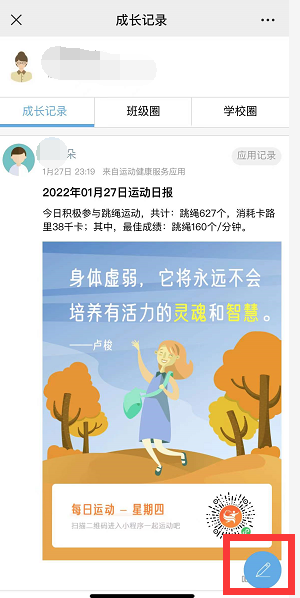 成长记录
成长记录
班级圈
学校圈
朵
应用记录
1月27日 23:19 来自运动健康服务应用
2022年01月27日运动日报
今日积极参与跳绳运动，共计：跳绳627个，消耗卡路
里38千卡；其中，最佳成绩：跳绳160个/分钟。
身体虚弱，它将永远不会
培养有活力的灵魂和智慧。
——卢梭
每日运动 – 星期四
扫描二维码进入小程序一起运动吧